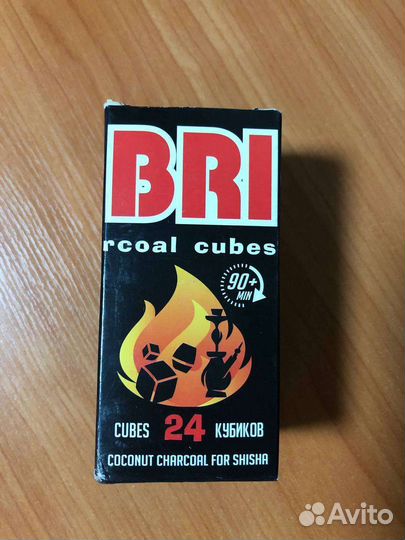 BRI
rcoal cubes
90+
MIN
CUBES 24 КУБИКОВ
COCONUT CHARCOAL FOR SHISHA
Avito